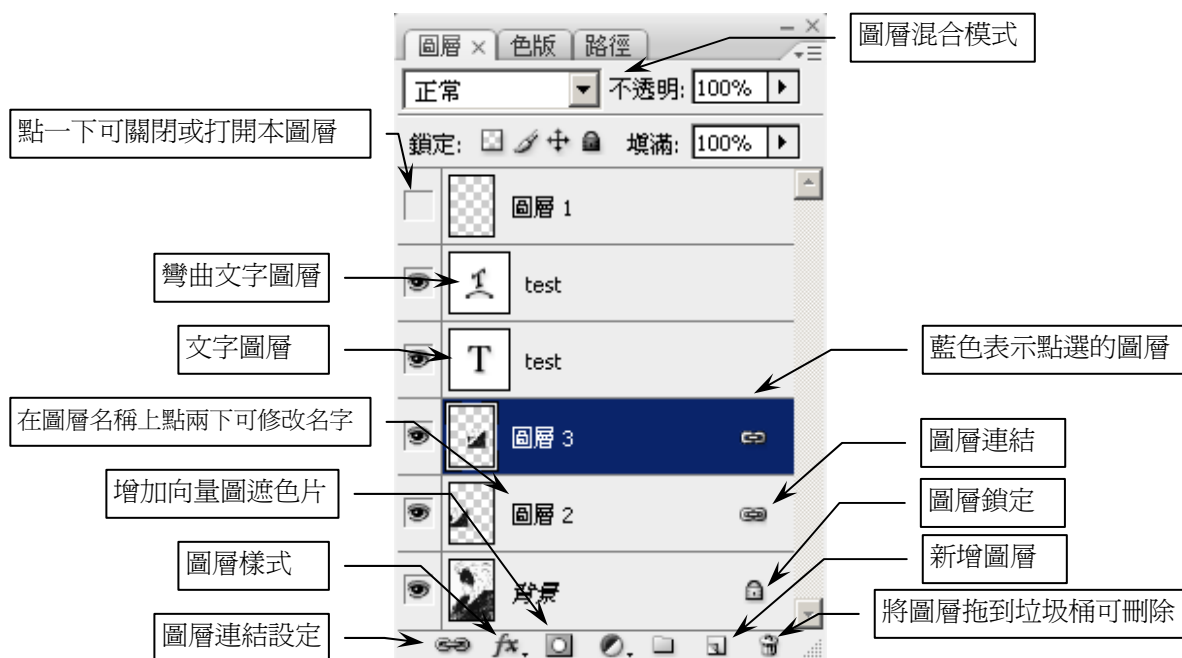 圖層 色版 路徑
圖層混合模式
正常 不透明: 100%
點一下可關閉或打開本圖層
鎖定: 填滿: 100%
圖層 1
彎曲文字圖層
test
文字圖層
test
藍色表示點選的圖層
在圖層名稱上點兩下可修改名字
圖層 3
圖層連結
增加向量圖遮色片
圖層 2
圖層鎖定
圖層樣式
背景
新增圖層
將圖層拖到垃圾桶可刪除
圖層連結設定
fx.